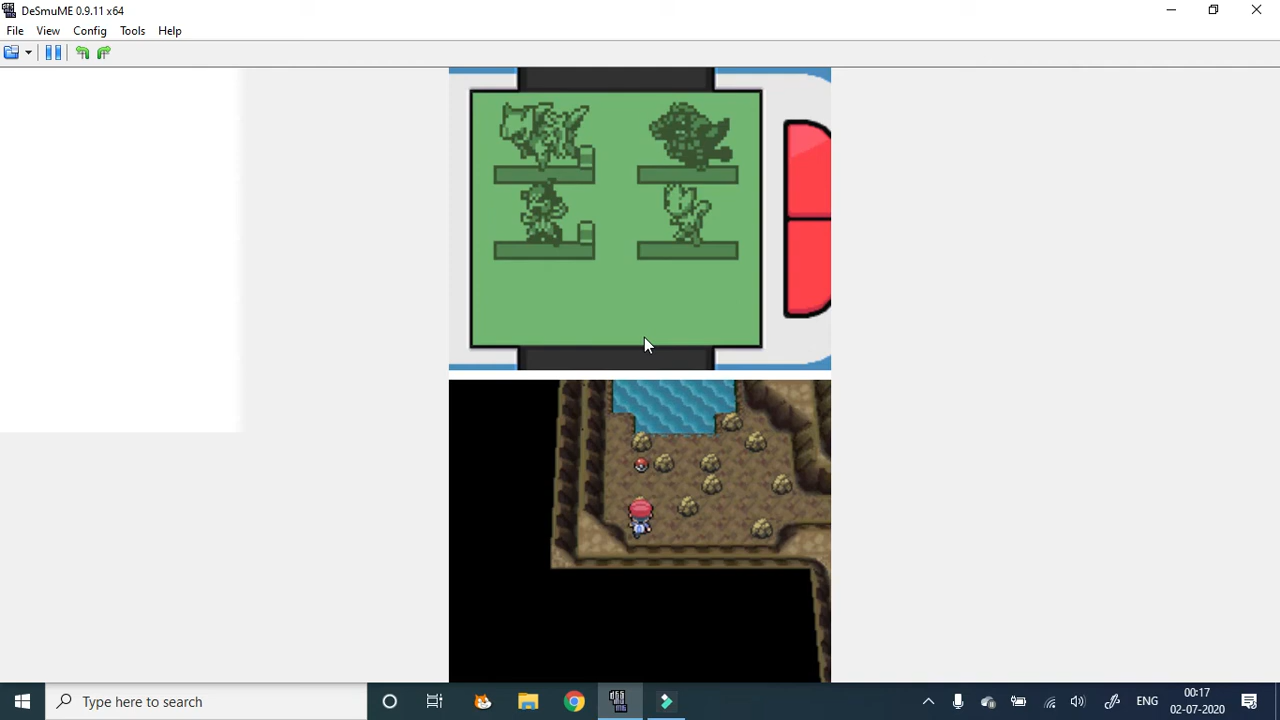 DeSmuME 0.9.11 x64
File View Config Tools Help
Type here to search
ENG
00:17
02-07-2020